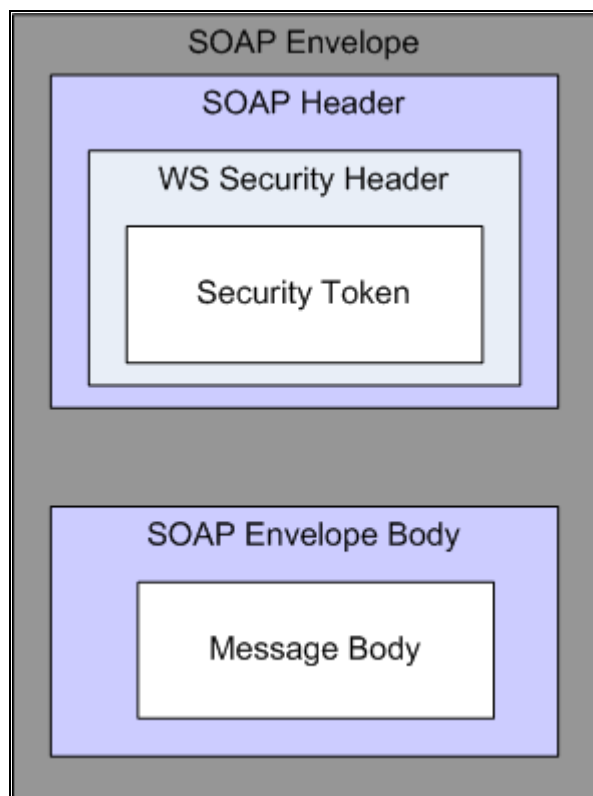 SOAP Envelope
SOAP Header
WS Security Header
Security Token
SOAP Envelope Body
Message Body